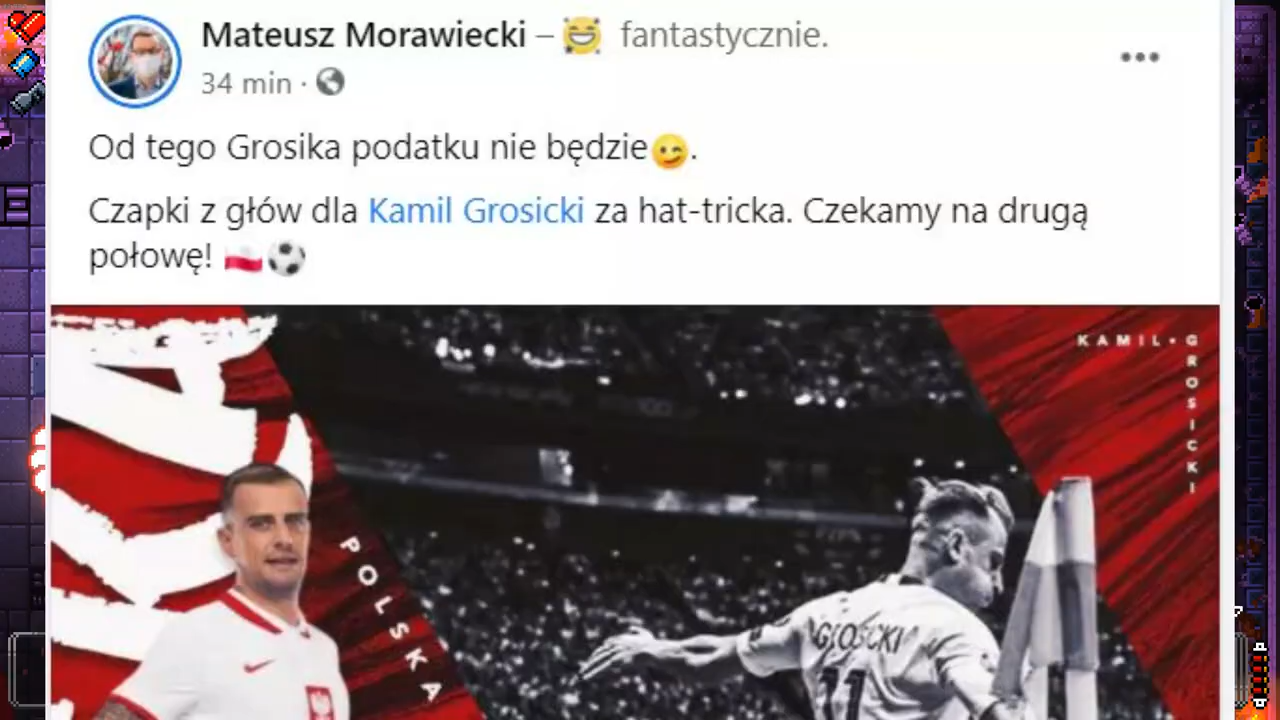 Mateusz Morawiecki – 😆 fantastycznie.
34 min ·
Od tego Grosika podatku nie będzie😉.
Czapki z głów dla Kamil Grosicki za hat-tricka. Czekamy na drugą
połowę! 🇵🇱⚽
KAMIL•GROSICKI
POLSKA
GROSICKI
11